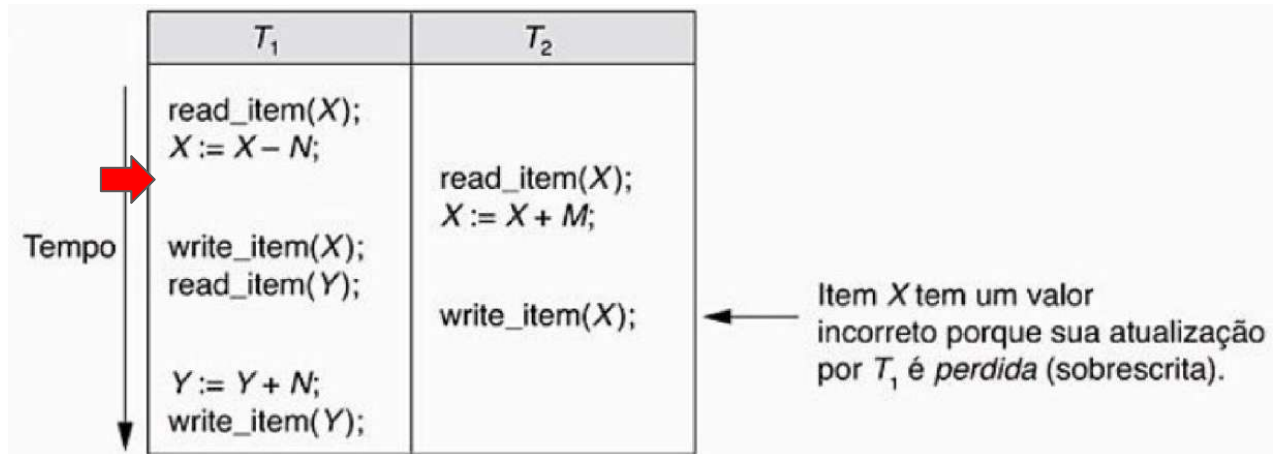 T₁ T₂
read_item(X);
X := X – N;
read_item(X);
X := X + M;
Tempo
write_item(X);
read_item(Y);
write_item(X);
Item X tem um valor
incorreto porque sua atualização
por T₁ é perdida (sobrescrita).
Y := Y + N;
write_item(Y);